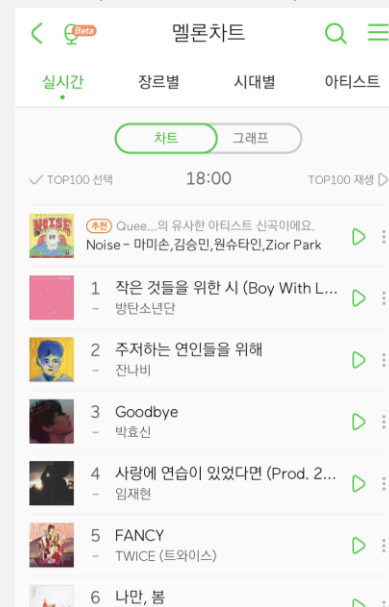 Beta
멜론차트
실시간 장르별 시대별 아티스트
차트 그래프
TOP100 선택 18:00 TOP100 재생
NOISE
추천 Quee...의 유사한 아티스트 신곡이에요.
Noise – 마미손,김승민,원슈타인,Zior Park
1 작은 것들을 위한 시 (Boy With L...
– 방탄소년단
2 주저하는 연인들을 위해
– 잔나비
3 Goodbye
– 박효신
4 사랑에 연습이 있었다면 (Prod. 2...
– 임재현
5 FANCY
– TWICE (트와이스)
6 나만, 봄